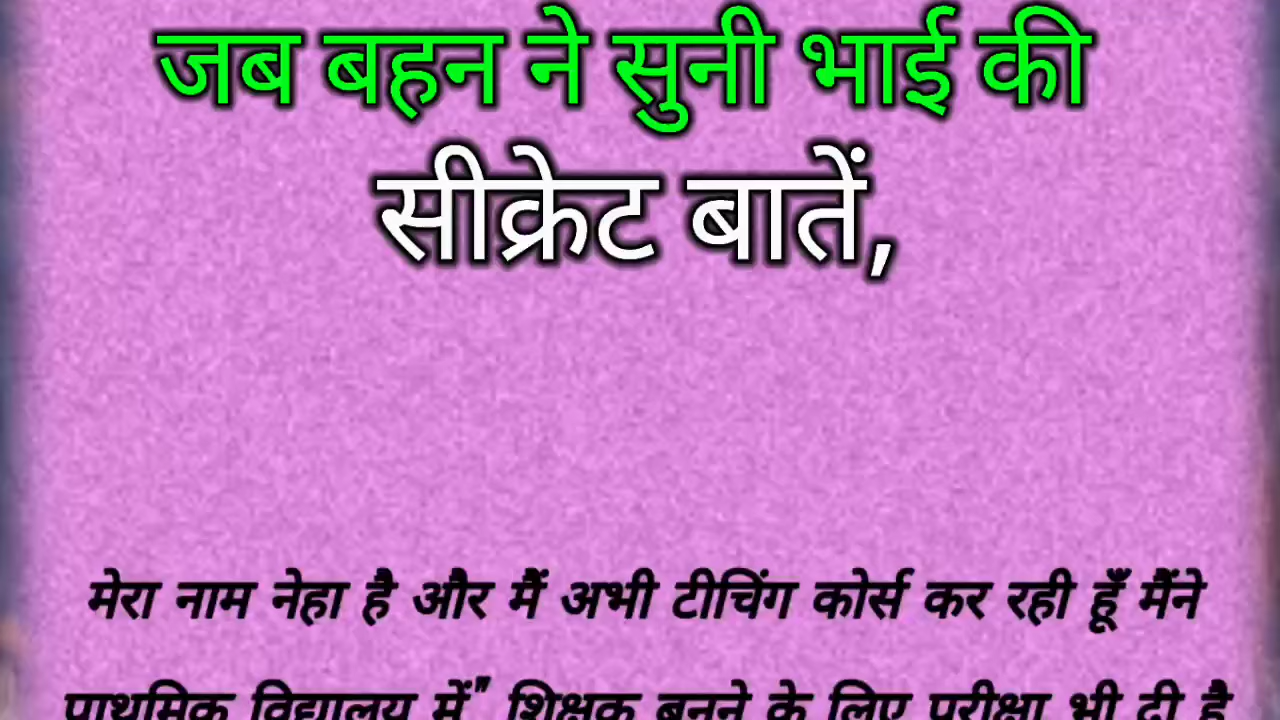 जब बहन ने सुनी भाई की
सीक्रेट बातें,
मेरा नाम नेहा है और मैं अभी टीचिंग कोर्स कर रही हूँ मैंने
प्राथमिक विद्यालय में" शिक्षक बनने के लिए परीक्षा भी दी है